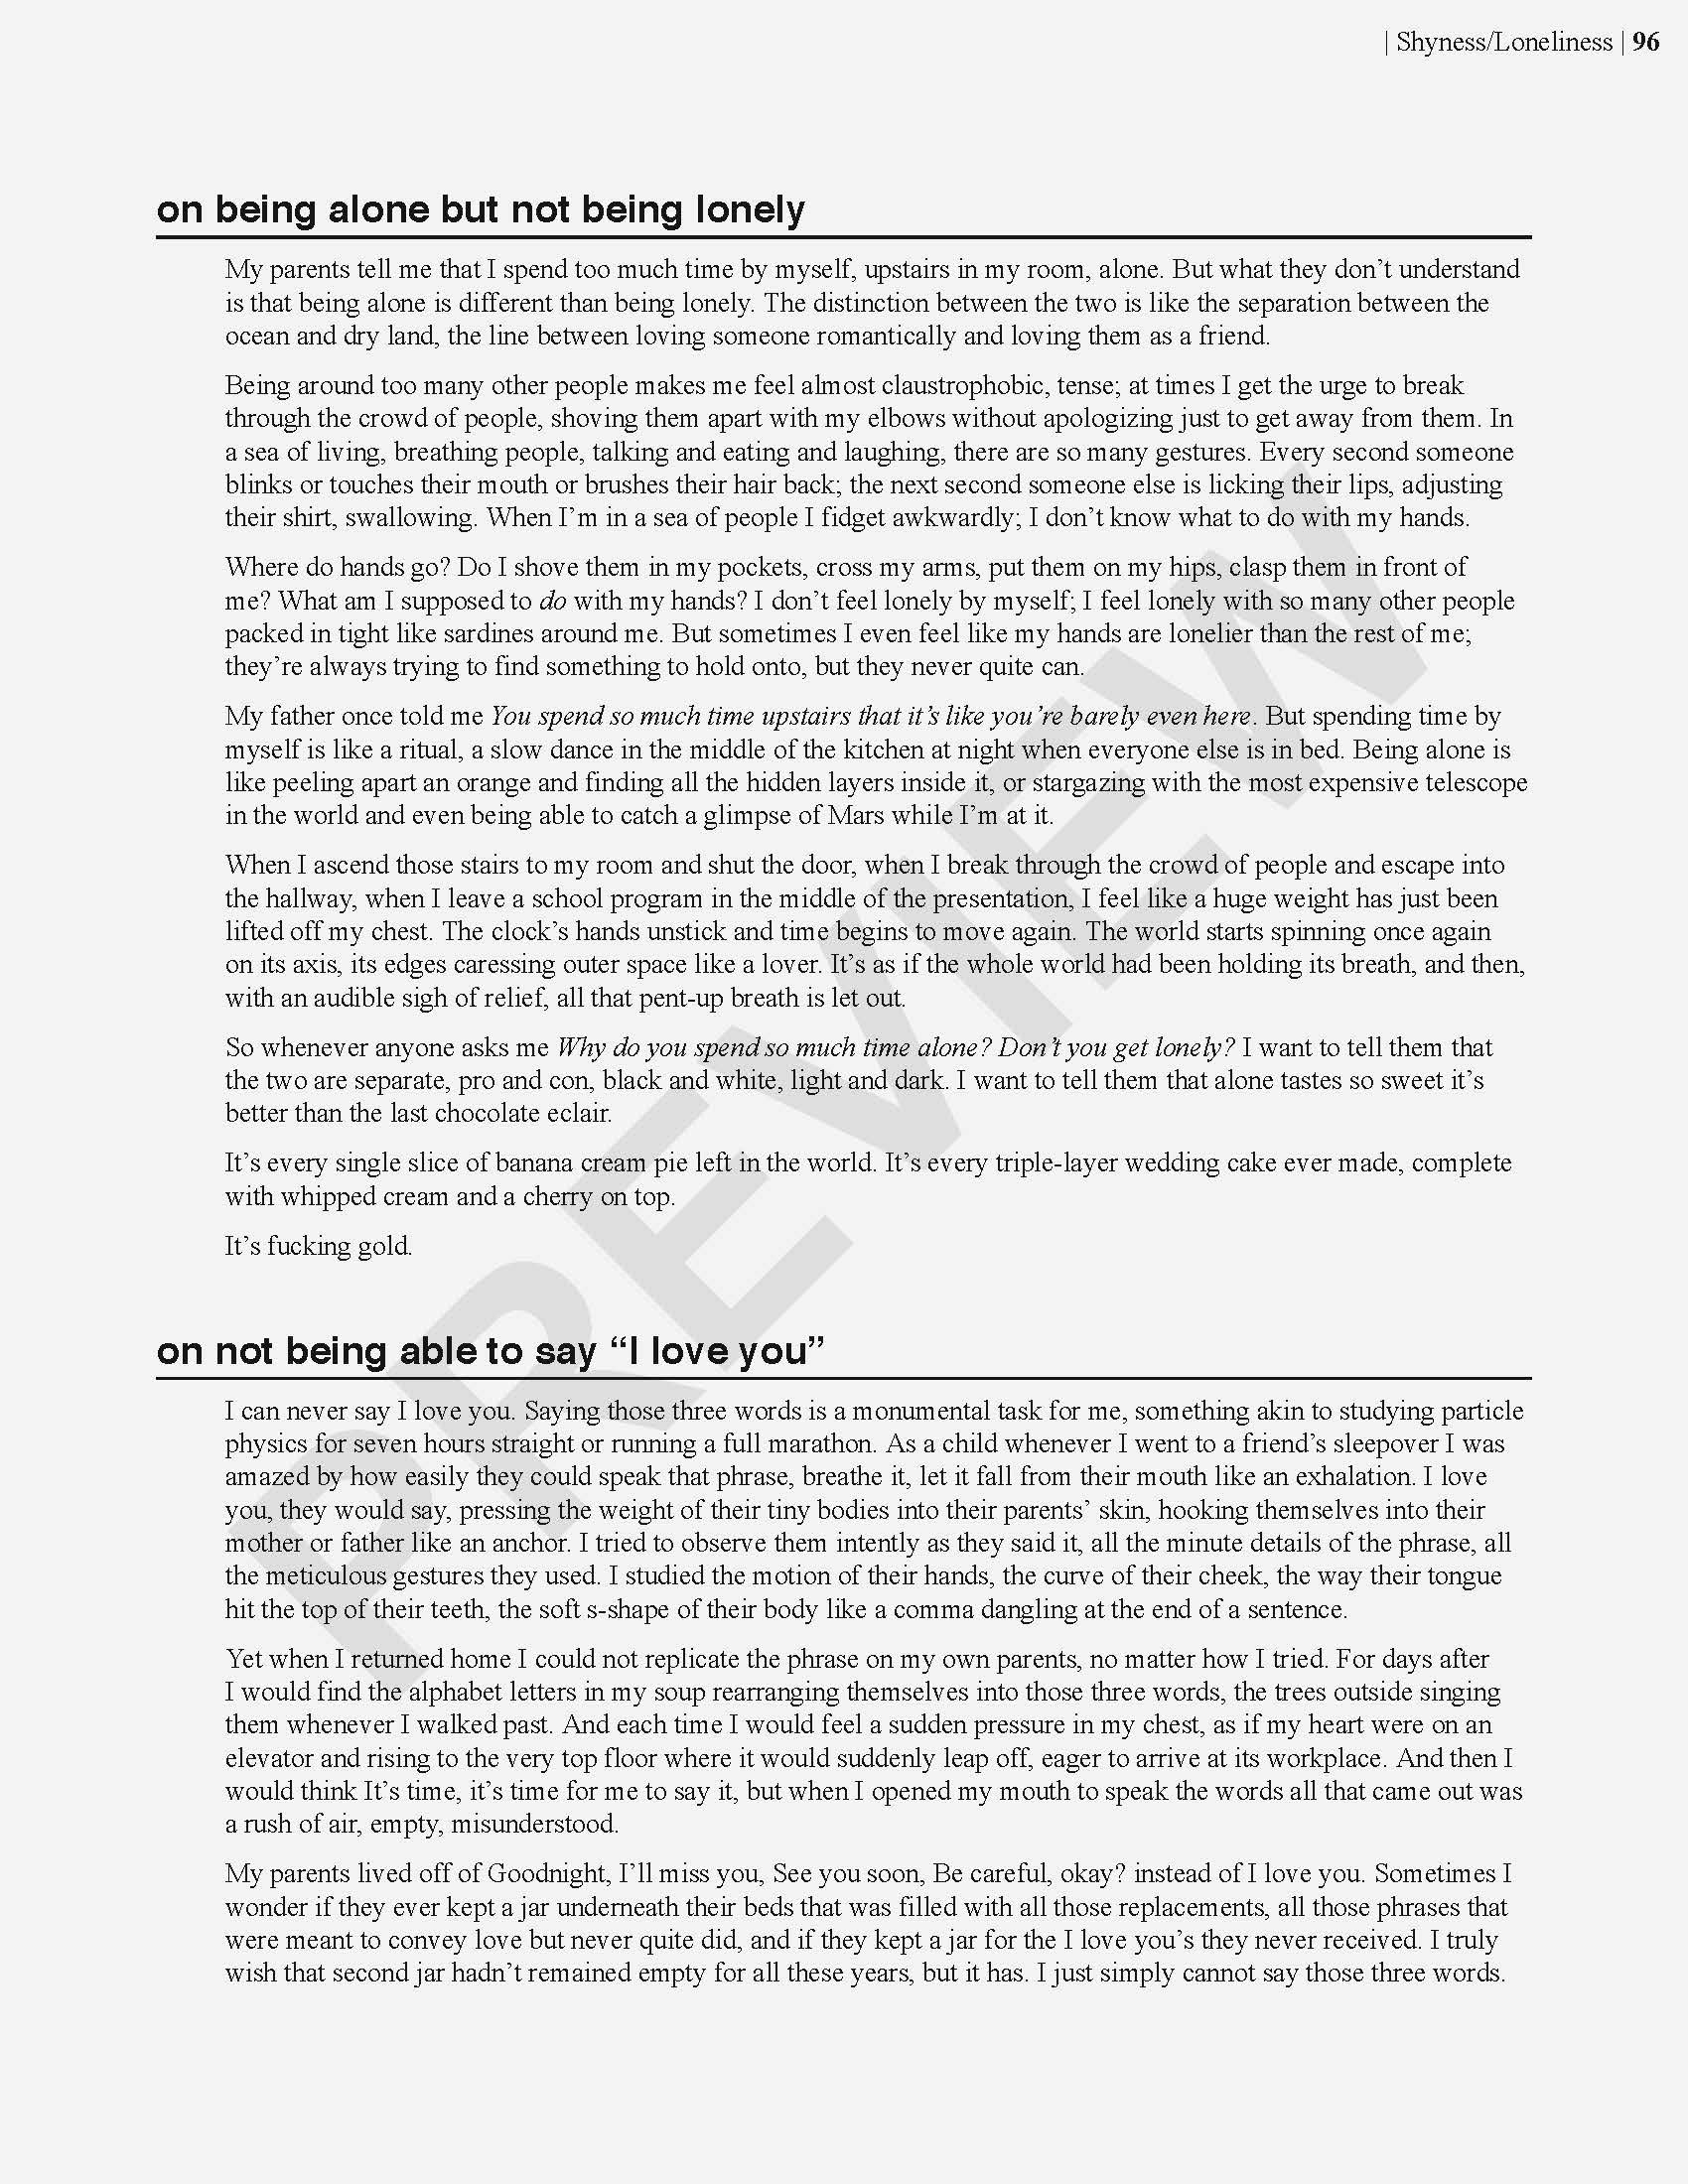 | Shyness/Loneliness | 96
on being alone but not being lonely
My parents tell me that I spend too much time by myself, upstairs in my room, alone. But what they don’t understand
is that being alone is different than being lonely. The distinction between the two is like the separation between the
ocean and dry land, the line between loving someone romantically and loving them as a friend.
Being around too many other people makes me feel almost claustrophobic, tense; at times I get the urge to break
through the crowd of people, shoving them apart with my elbows without apologizing just to get away from them. In
a sea of living, breathing people, talking and eating and laughing, there are so many gestures. Every second someone
blinks or touches their mouth or brushes their hair back; the next second someone else is licking their lips, adjusting
their shirt, swallowing. When I’m in a sea of people I fidget awkwardly; I don’t know what to do with my hands.
Where do hands go? Do I shove them in my pockets, cross my arms, put them on my hips, clasp them in front of
me? What am I supposed to do with my hands? I don’t feel lonely by myself; I feel lonely with so many other people
packed in tight like sardines around me. But sometimes I even feel like my hands are lonelier than the rest of me;
they’re always trying to find something to hold onto, but they never quite can.
My father once told me You spend so much time upstairs that it’s like you’re barely even here. But spending time by
myself is like a ritual, a slow dance in the middle of the kitchen at night when everyone else is in bed. Being alone is
like peeling apart an orange and finding all the hidden layers inside it, or stargazing with the most expensive telescope
in the world and even being able to catch a glimpse of Mars while I’m at it.
When I ascend those stairs to my room and shut the door, when I break through the crowd of people and escape into
the hallway, when I leave a school program in the middle of the presentation, I feel like a huge weight has just been
lifted off my chest. The clock’s hands unstick and time begins to move again. The world starts spinning once again
on its axis, its edges caressing outer space like a lover. It’s as if the whole world had been holding its breath, and then,
with an audible sigh of relief, all that pent-up breath is let out.
So whenever anyone asks me Why do you spend so much time alone? Don’t you get lonely? I want to tell them that
the two are separate, pro and con, black and white, light and dark. I want to tell them that alone tastes so sweet it’s
better than the last chocolate eclair.
It’s every single slice of banana cream pie left in the world. It’s every triple-layer wedding cake ever made, complete
with whipped cream and a cherry on top.
It’s fucking gold.
on not being able to say “I love you”
I can never say I love you. Saying those three words is a monumental task for me, something akin to studying particle
physics for seven hours straight or running a full marathon. As a child whenever I went to a friend’s sleepover I was
amazed by how easily they could speak that phrase, breathe it, let it fall from their mouth like an exhalation. I love
you, they would say, pressing the weight of their tiny bodies into their parents’ skin, hooking themselves into their
mother or father like an anchor. I tried to observe them intently as they said it, all the minute details of the phrase, all
the meticulous gestures they used. I studied the motion of their hands, the curve of their cheek, the way their tongue
hit the top of their teeth, the soft s-shape of their body like a comma dangling at the end of a sentence.
Yet when I returned home I could not replicate the phrase on my own parents, no matter how I tried. For days after
I would find the alphabet letters in my soup rearranging themselves into those three words, the trees outside singing
them whenever I walked past. And each time I would feel a sudden pressure in my chest, as if my heart were on an
elevator and rising to the very top floor where it would suddenly leap off, eager to arrive at its workplace. And then I
would think It’s time, it’s time for me to say it, but when I opened my mouth to speak the words all that came out was
a rush of air, empty, misunderstood.
My parents lived off of Goodnight, I’ll miss you, See you soon, Be careful, okay? instead of I love you. Sometimes I
wonder if they ever kept a jar underneath their beds that was filled with all those replacements, all those phrases that
were meant to convey love but never quite did, and if they kept a jar for the I love you’s they never received. I truly
wish that second jar hadn’t remained empty for all these years, but it has. I just simply cannot say those three words.
PREVIEW